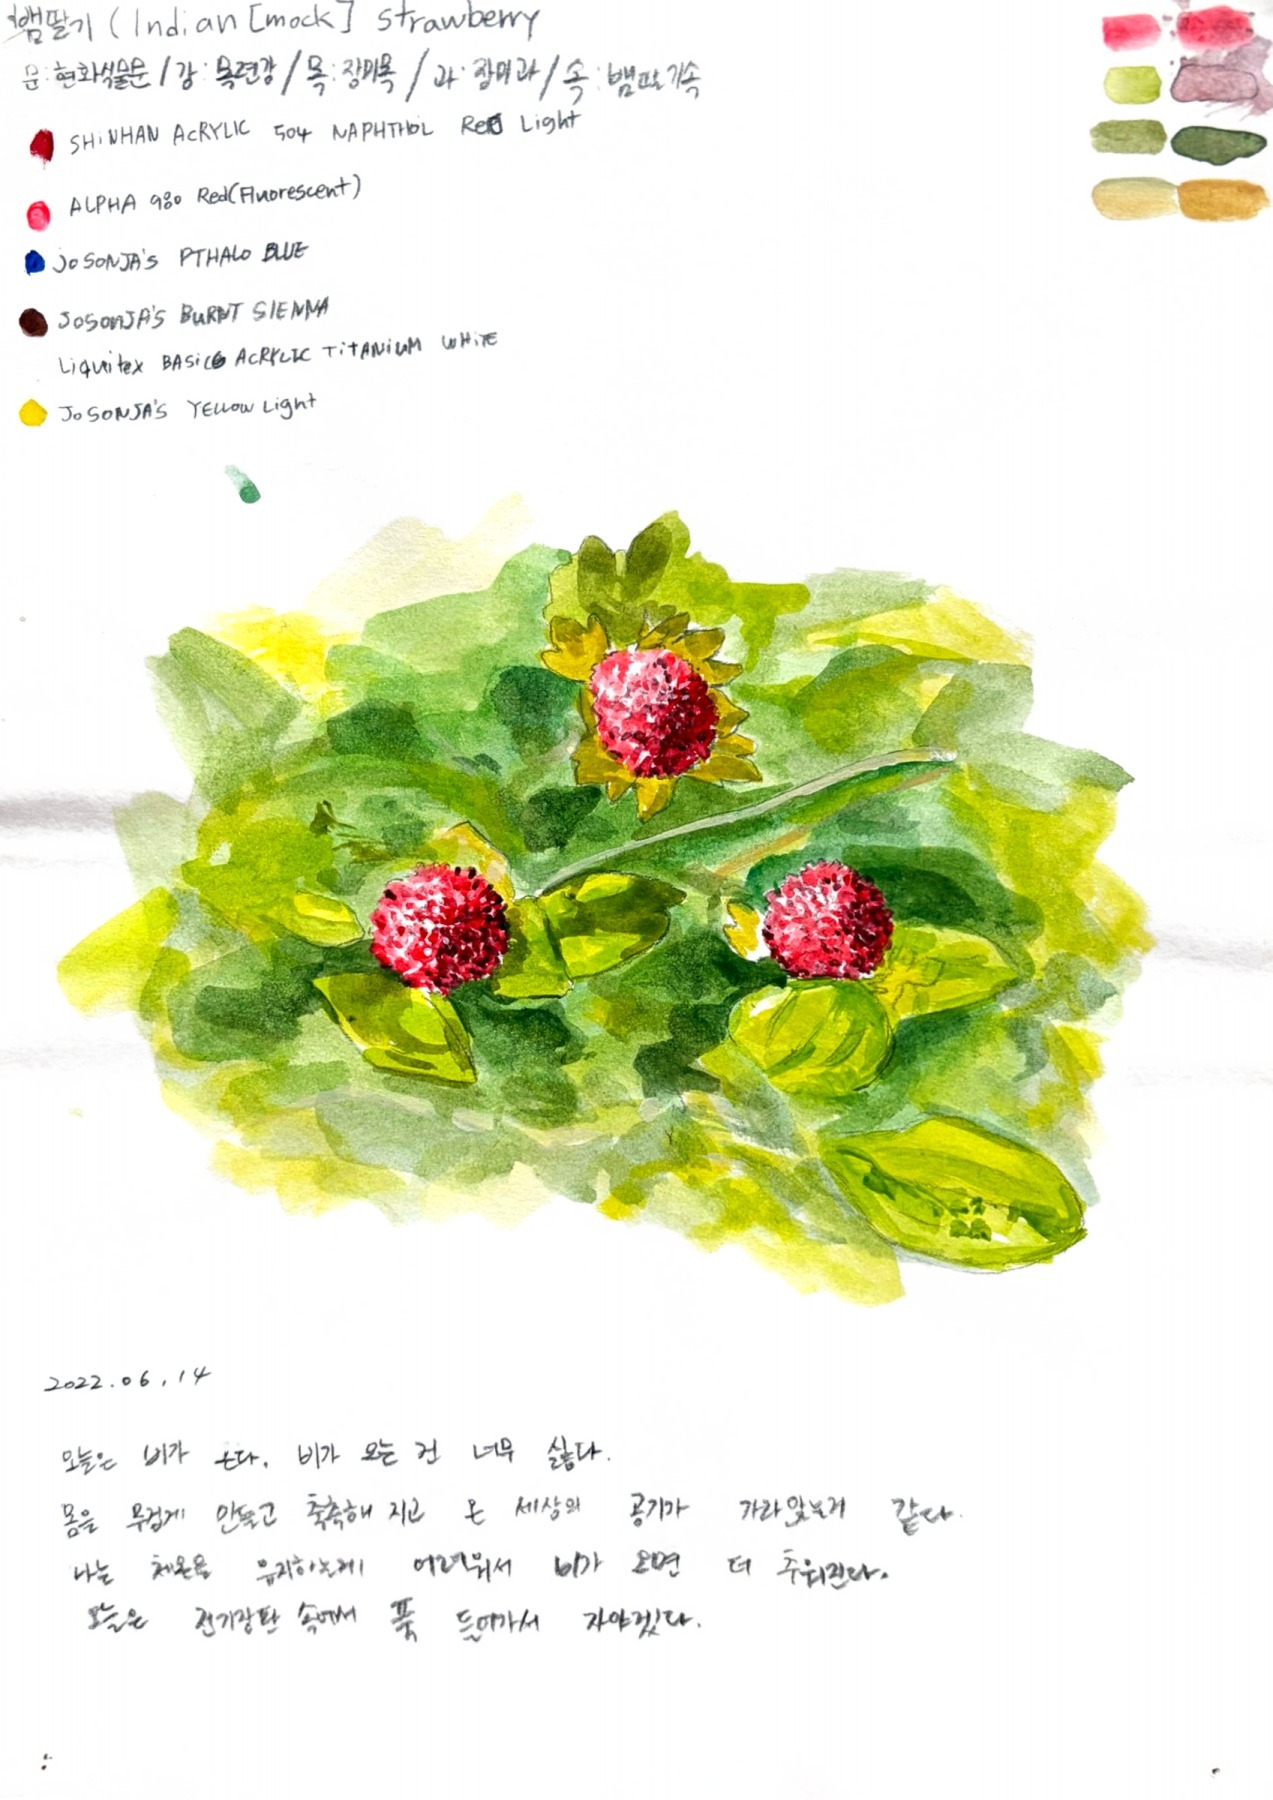 뱀딸기 (Indian [mock] strawberry
문:현화식물문/강:목련강/목:장미목/과:장미과/속:뱀딸기속
SHINHAN ACRYLIC 504 NAPHTHOL Red Light
ALPHA 980 Red(Fluorescent)
JOSONJA'S PTHALO BLUE
JOSONJA'S BURNT SIENNA
Liquitex BASICS ACRYLIC TITANIUM WHITE
JOSONJA'S YELLOW Light
2022.06.14
오늘은 비가 온다. 비가 오는 건 너무 싫다.
몸을 무겁게 만들고 축축해 지고 온 세상의 공기가 가라앉는거 같다.
나는 체온을 유지하는게 어려워서 비가 오면 더 추워진다.
오늘은 전기장판 속에서 푹 들어가서 자야겠다.